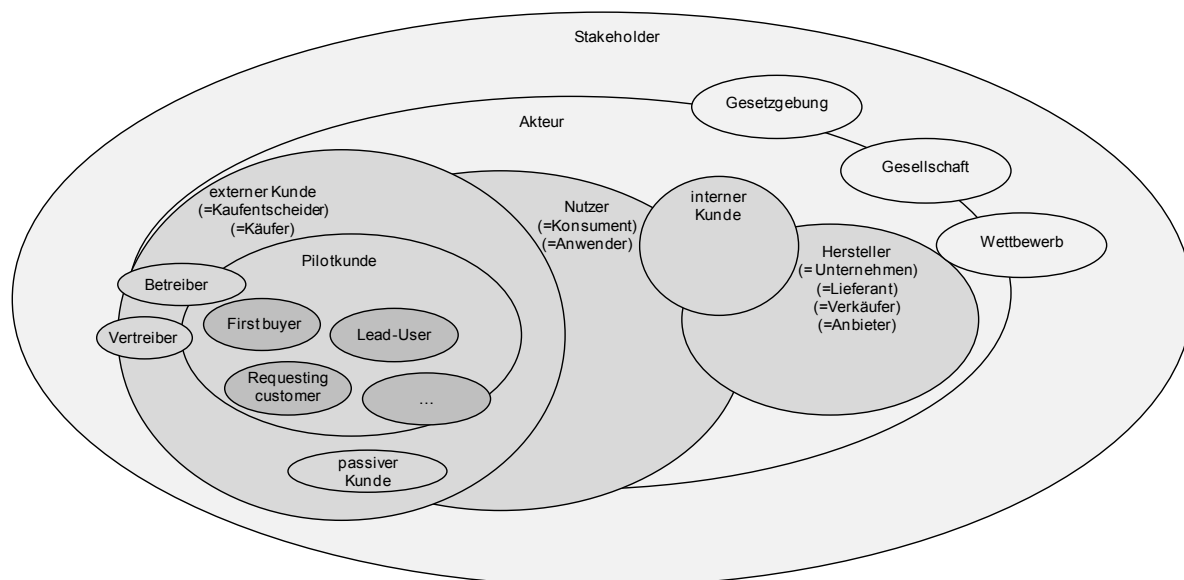 Stakeholder
Gesetzgebung
Akteur
Gesellschaft
externer Kunde
(=Kaufentscheider)
(=Käufer)
Nutzer
(=Konsument)
(=Anwender)
interner
Kunde
Wettbewerb
Hersteller
(=Unternehmen)
(=Lieferant)
(=Verkäufer)
(=Anbieter)
Pilotkunde
Betreiber
Vertreiber
First buyer
Lead-User
Requesting
customer
...
passiver
Kunde